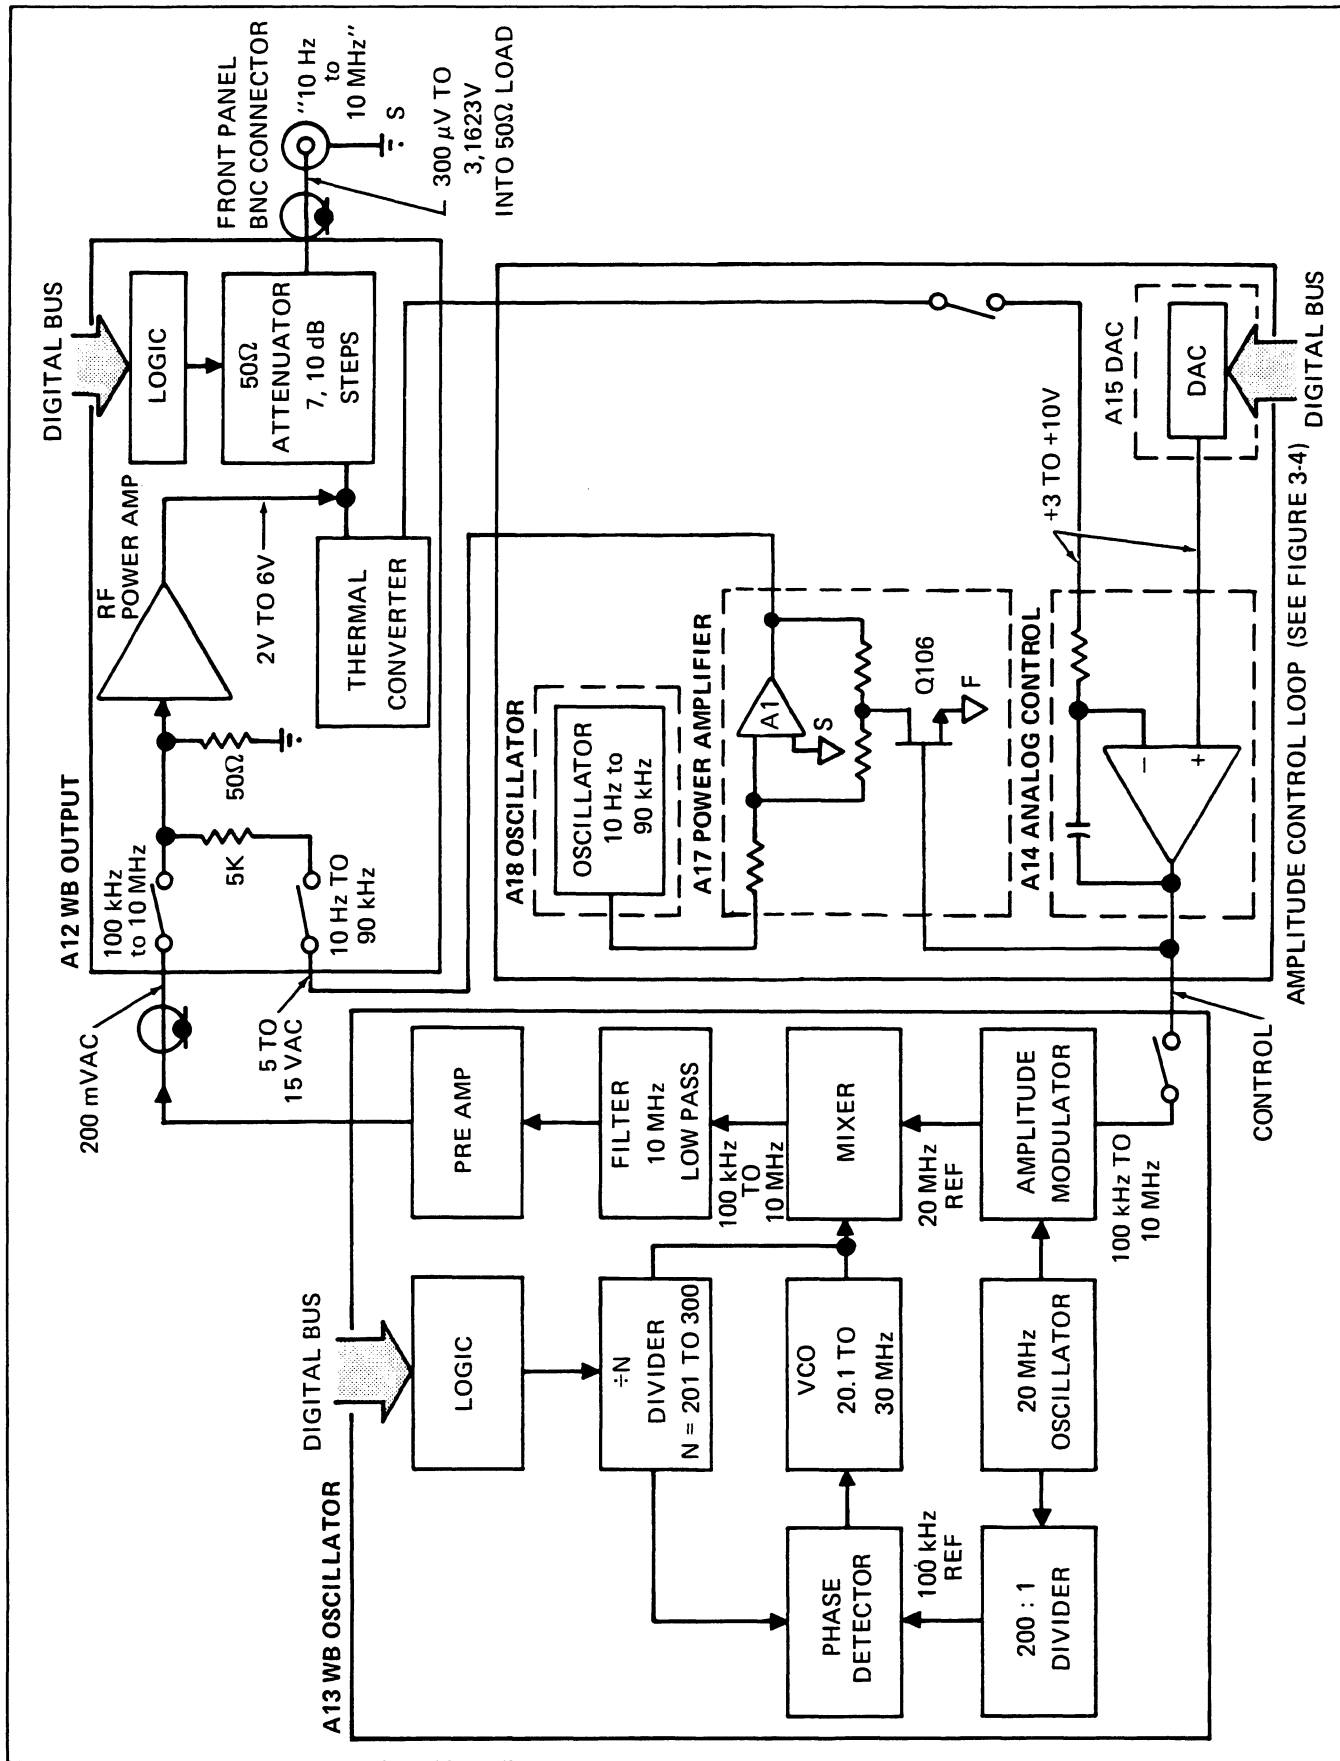 A13 WB OSCILLATOR
DIGITAL BUS
LOGIC
÷N
DIVIDER
N = 201 TO 300
PHASE
DETECTOR
VCO
20.1 TO
30 MHz
100 kHz
REF
200 : 1
DIVIDER
20 MHz
OSCILLATOR
PRE AMP
FILTER
10 MHz
LOW PASS
100 kHz
TO
10 MHz
MIXER
20 MHz
REF
AMPLITUDE
MODULATOR
100 kHz TO
10 MHz
CONTROL
200 mVAC
5 TO
15 VAC
A12 WB OUTPUT
100 kHz
to 10 MHz
5K
50Ω
10 Hz TO
90 kHz
RF
POWER AMP
2V TO 6V
THERMAL
CONVERTER
DIGITAL BUS
LOGIC
50Ω
ATTENUATOR
7, 10 dB
STEPS
FRONT PANEL
BNC CONNECTOR
"10 Hz
to
10 MHz"
S
300 μV TO
3,1623V
INTO 50Ω LOAD
A18 OSCILLATOR
OSCILLATOR
10 Hz to
90 kHz
A17 POWER AMPLIFIER
A1
S
Q106
F
A14 ANALOG CONTROL
−
+
+3 TO +10V
A15 DAC
DAC
DIGITAL BUS
AMPLITUDE CONTROL LOOP (SEE FIGURE 3-4)